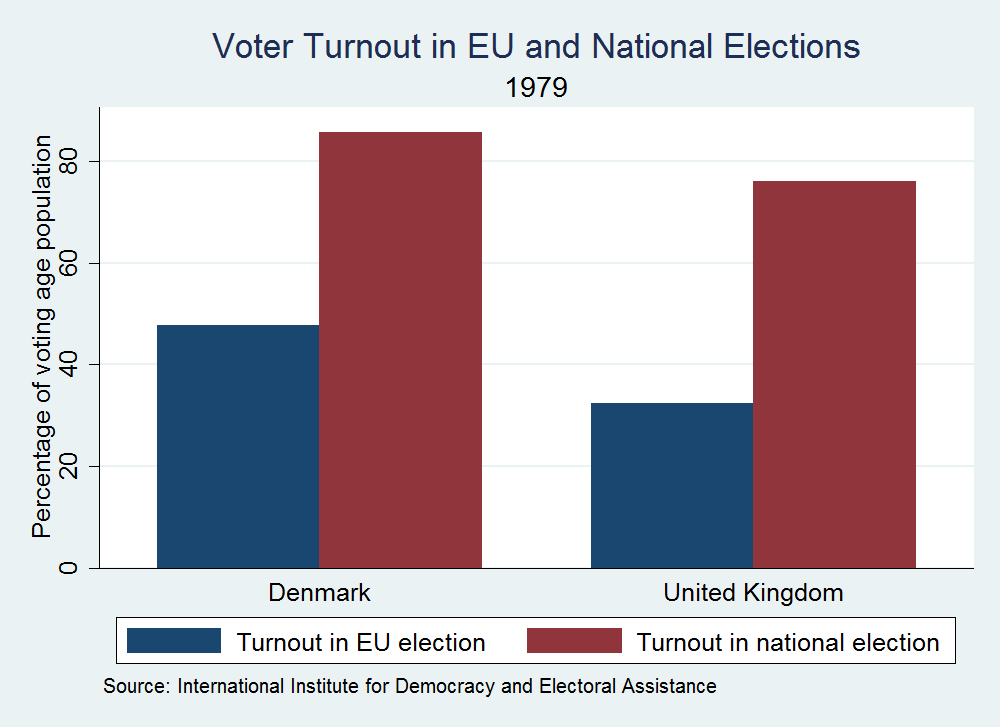 Voter Turnout in EU and National Elections
1979
Percentage of voting age population
80
60
40
20
0
Denmark
United Kingdom
Turnout in EU election
Turnout in national election
Source: International Institute for Democracy and Electoral Assistance